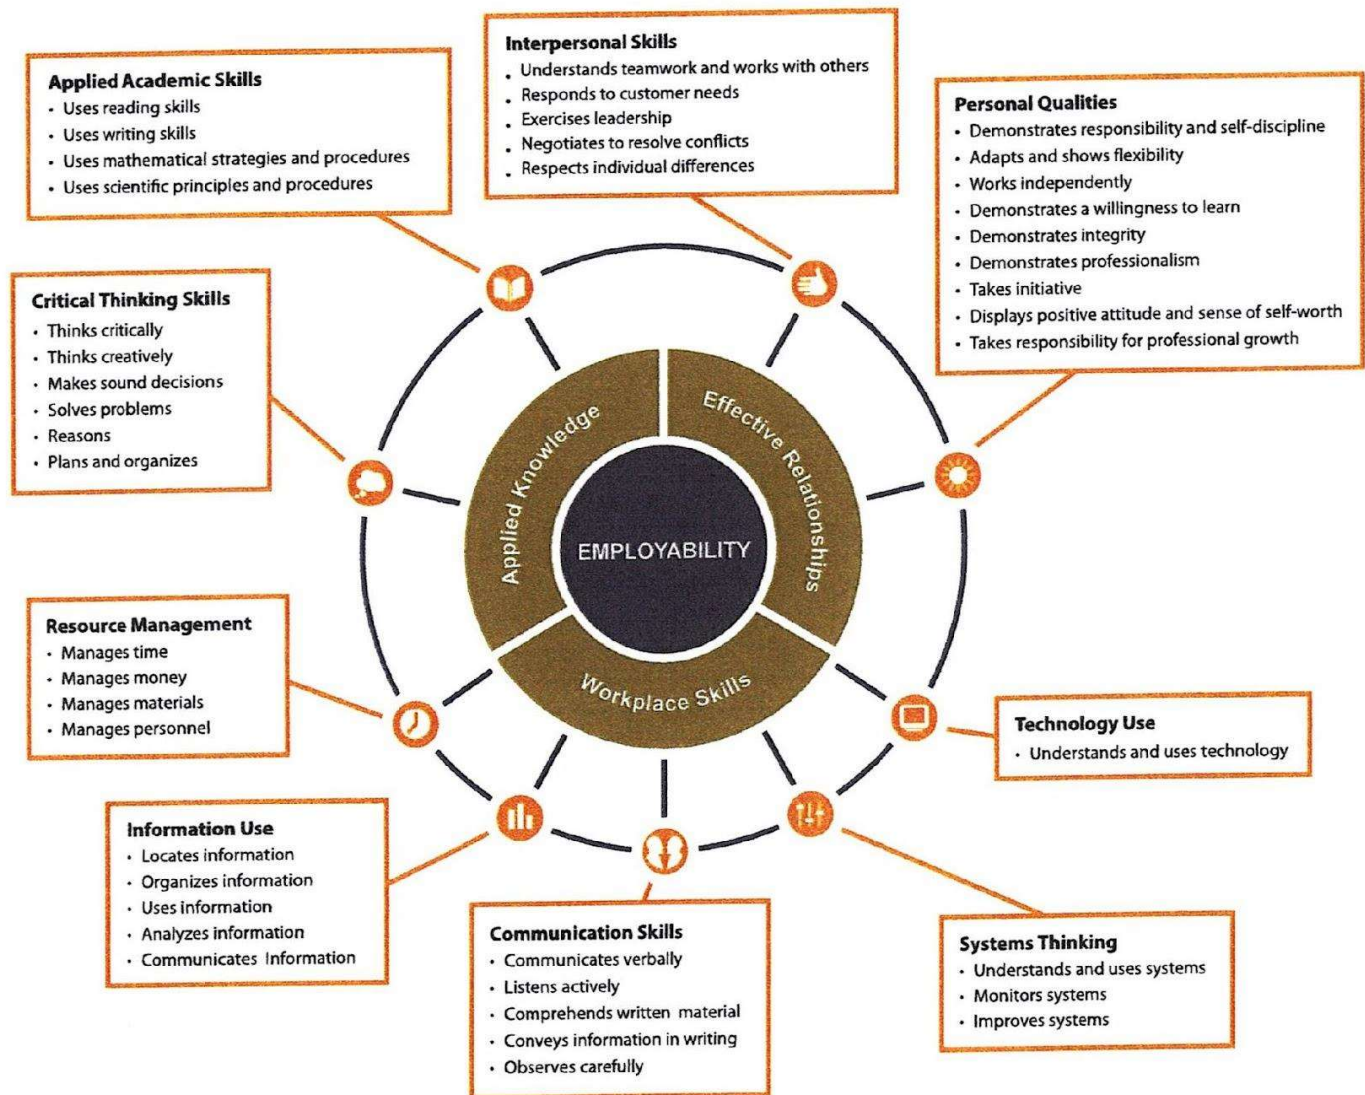 Interpersonal Skills
• Understands teamwork and works with others
• Responds to customer needs
• Exercises leadership
• Negotiates to resolve conflicts
• Respects individual differences
Applied Academic Skills
• Uses reading skills
• Uses writing skills
• Uses mathematical strategies and procedures
• Uses scientific principles and procedures
Personal Qualities
• Demonstrates responsibility and self-discipline
• Adapts and shows flexibility
• Works independently
• Demonstrates a willingness to learn
• Demonstrates integrity
• Demonstrates professionalism
• Takes initiative
• Displays positive attitude and sense of self-worth
• Takes responsibility for professional growth
Critical Thinking Skills
• Thinks critically
• Thinks creatively
• Makes sound decisions
• Solves problems
• Reasons
• Plans and organizes
Applied Knowledge
Effective Relationships
EMPLOYABILITY
Workplace Skills
Resource Management
• Manages time
• Manages money
• Manages materials
• Manages personnel
Technology Use
• Understands and uses technology
Information Use
• Locates information
• Organizes information
• Uses information
• Analyzes information
• Communicates Information
Communication Skills
• Communicates verbally
• Listens actively
• Comprehends written material
• Conveys information in writing
• Observes carefully
Systems Thinking
• Understands and uses systems
• Monitors systems
• Improves systems